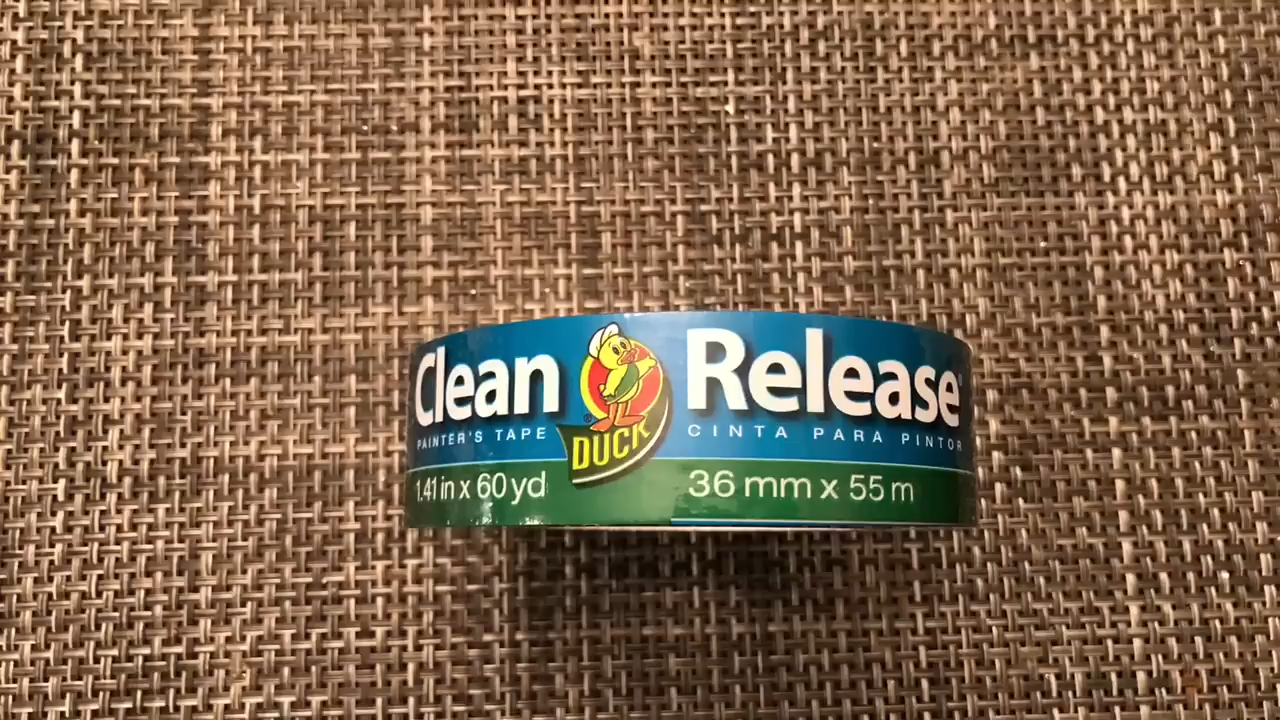 Clean Release®
PAINTER'S TAPE CINTA PARA PINTOR
® DUCK
1.41 in x 60 yd 36 mm x 55 m